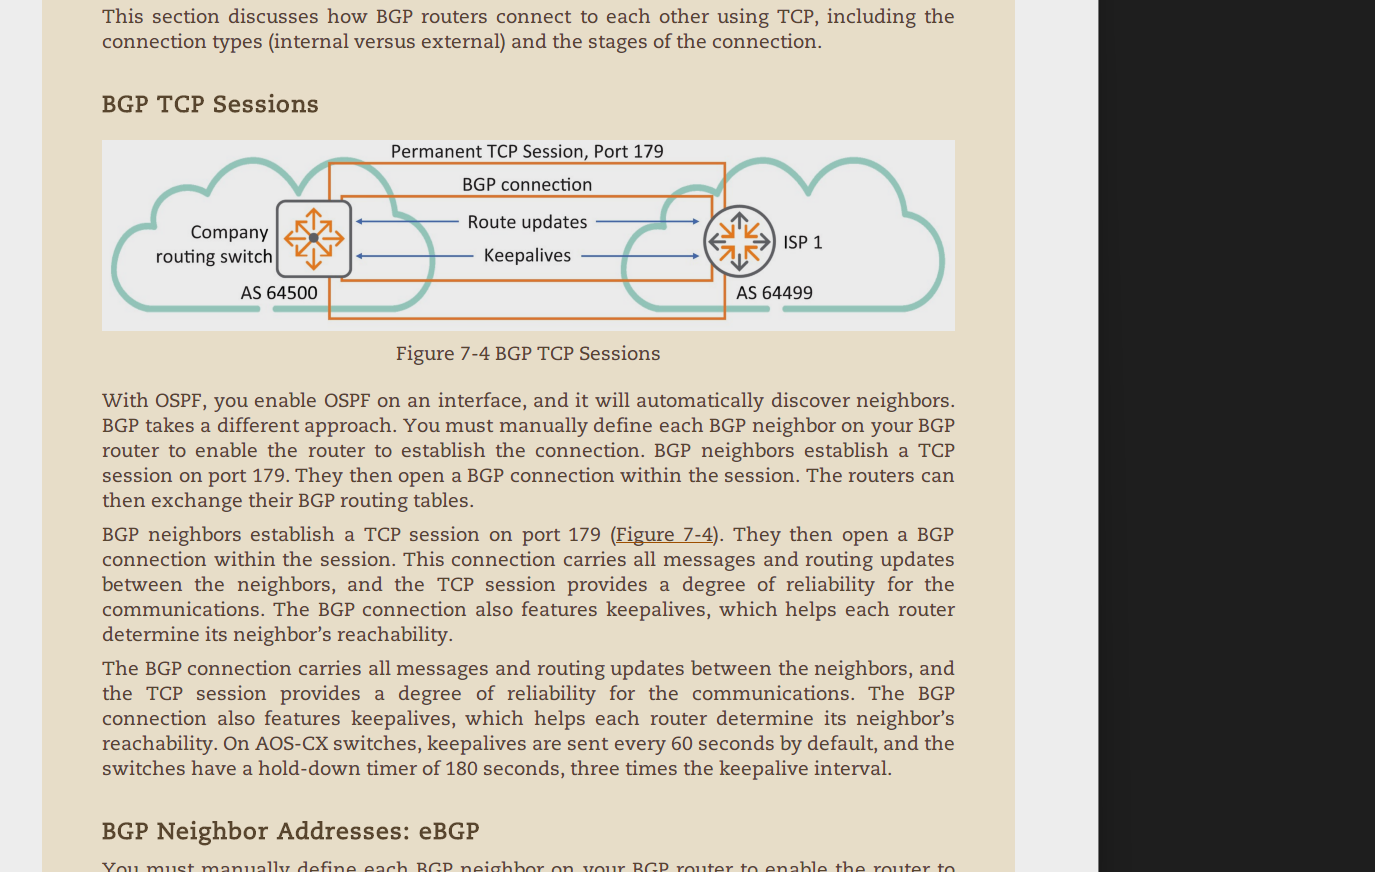 This section discusses how BGP routers connect to each other using TCP, including the
connection types (internal versus external) and the stages of the connection.
BGP TCP Sessions
Permanent TCP Session, Port 179
BGP connection
Route updates
Keepalives
Company
routing switch
AS 64500
ISP 1
AS 64499
Figure 7-4 BGP TCP Sessions
With OSPF, you enable OSPF on an interface, and it will automatically discover neighbors.
BGP takes a different approach. You must manually define each BGP neighbor on your BGP
router to enable the router to establish the connection. BGP neighbors establish a TCP
session on port 179. They then open a BGP connection within the session. The routers can
then exchange their BGP routing tables.
BGP neighbors establish a TCP session on port 179 (Figure 7-4). They then open a BGP
connection within the session. This connection carries all messages and routing updates
between the neighbors, and the TCP session provides a degree of reliability for the
communications. The BGP connection also features keepalives, which helps each router
determine its neighbor’s reachability.
The BGP connection carries all messages and routing updates between the neighbors, and
the TCP session provides a degree of reliability for the communications. The BGP
connection also features keepalives, which helps each router determine its neighbor’s
reachability. On AOS-CX switches, keepalives are sent every 60 seconds by default, and the
switches have a hold-down timer of 180 seconds, three times the keepalive interval.
BGP Neighbor Addresses: eBGP
You must manually define each BGP neighbor on your BGP router to enable the router to